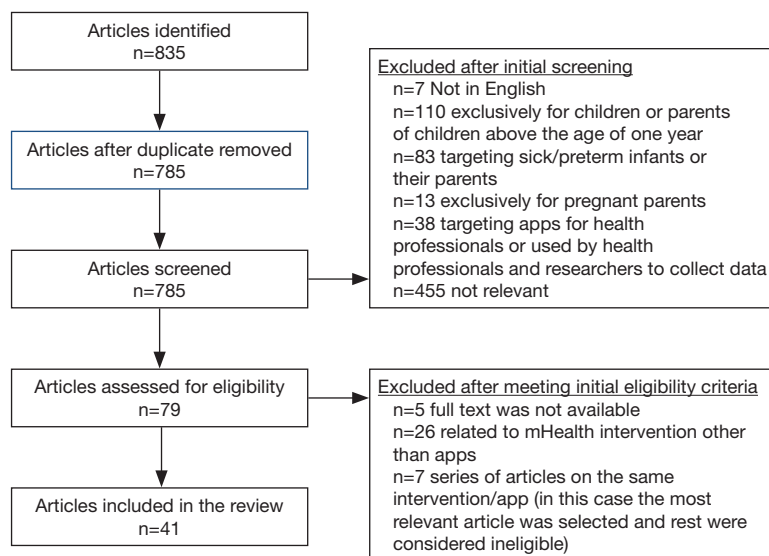 Articles identified
n=835
Articles after duplicate removed
n=785
Articles screened
n=785
Articles assessed for eligibility
n=79
Articles included in the review
n=41
Excluded after initial screening
n=7 Not in English
n=110 exclusively for children or parents
of children above the age of one year
n=83 targeting sick/preterm infants or
their parents
n=13 exclusively for pregnant parents
n=38 targeting apps for health
professionals or used by health
professionals and researchers to collect data
n=455 not relevant
Excluded after meeting initial eligibility criteria
n=5 full text was not available
n=26 related to mHealth intervention other
than apps
n=7 series of articles on the same
intervention/app (in this case the most
relevant article was selected and rest were
considered ineligible)